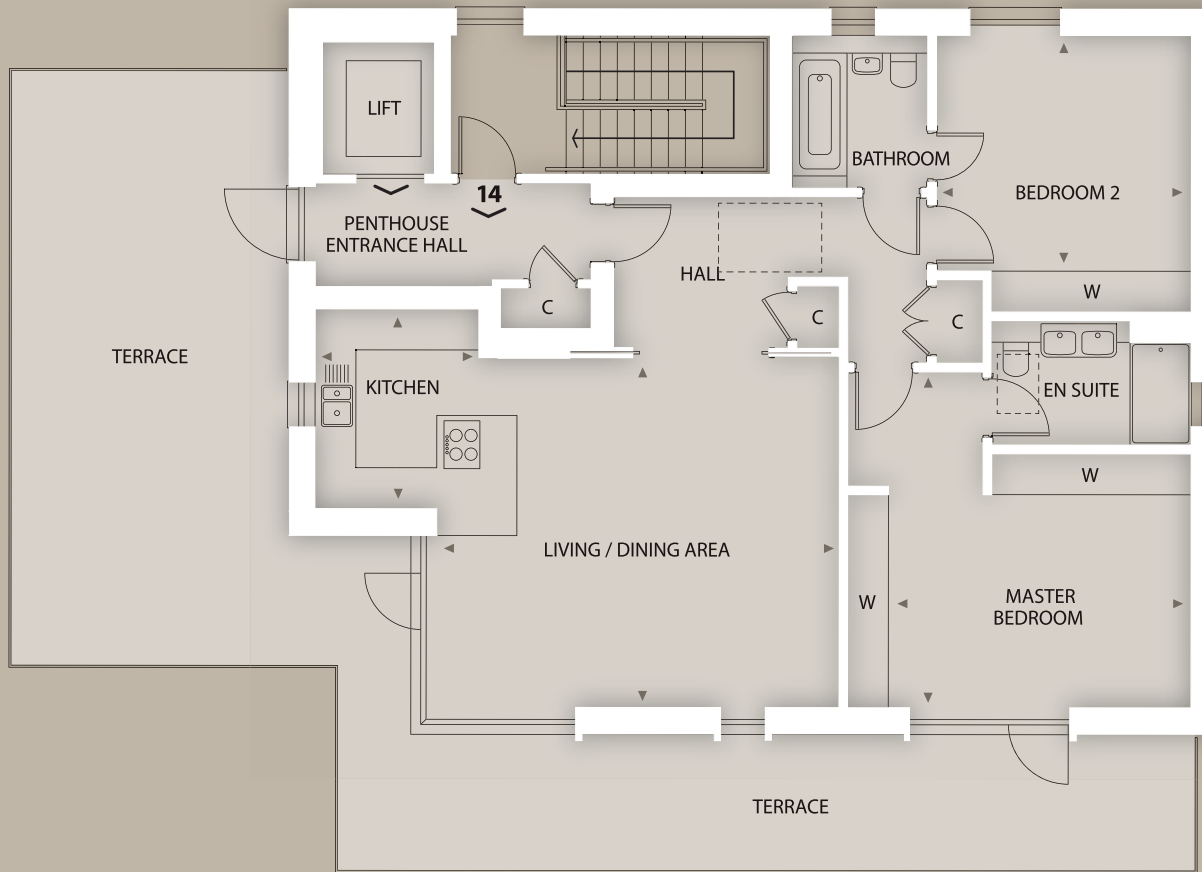 LIFT
14
BATHROOM
BEDROOM 2
PENTHOUSE
ENTRANCE HALL
HALL
W
C
C
C
TERRACE
KITCHEN
EN SUITE
W
LIVING / DINING AREA
W
MASTER
BEDROOM
TERRACE